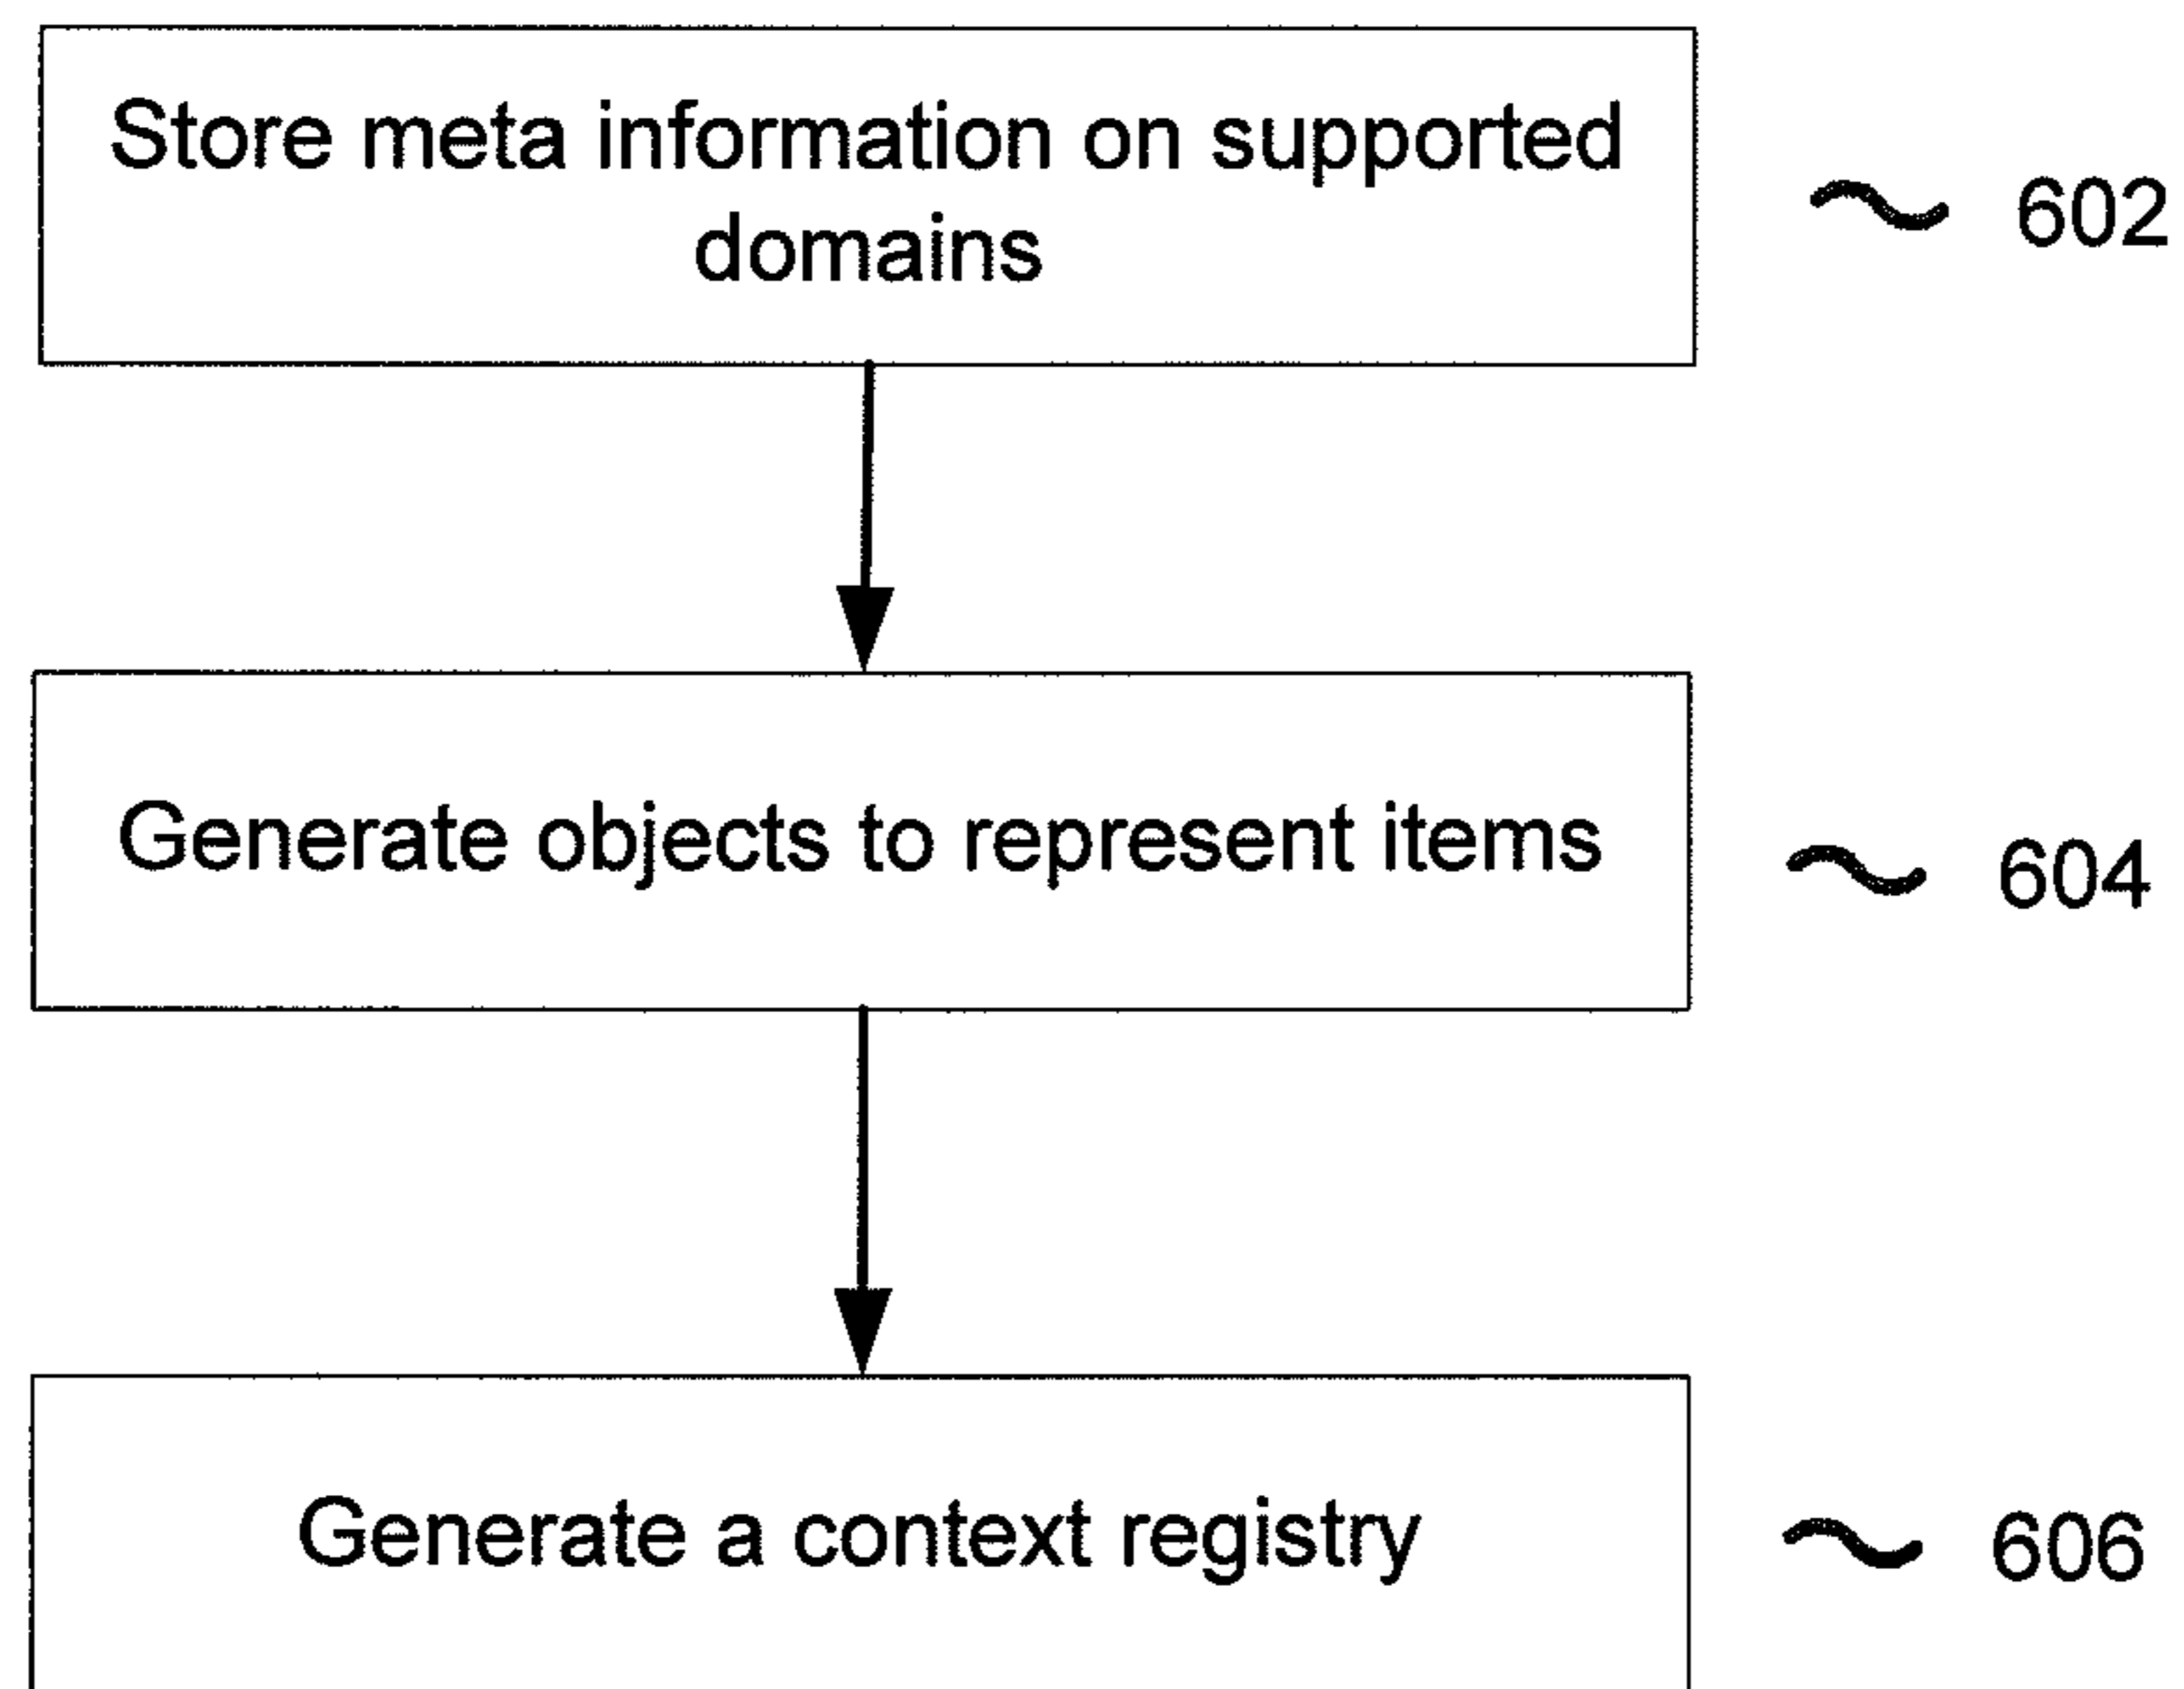 Store meta information on supported
domains
602
Generate objects to represent items
604
Generate a context registry
606